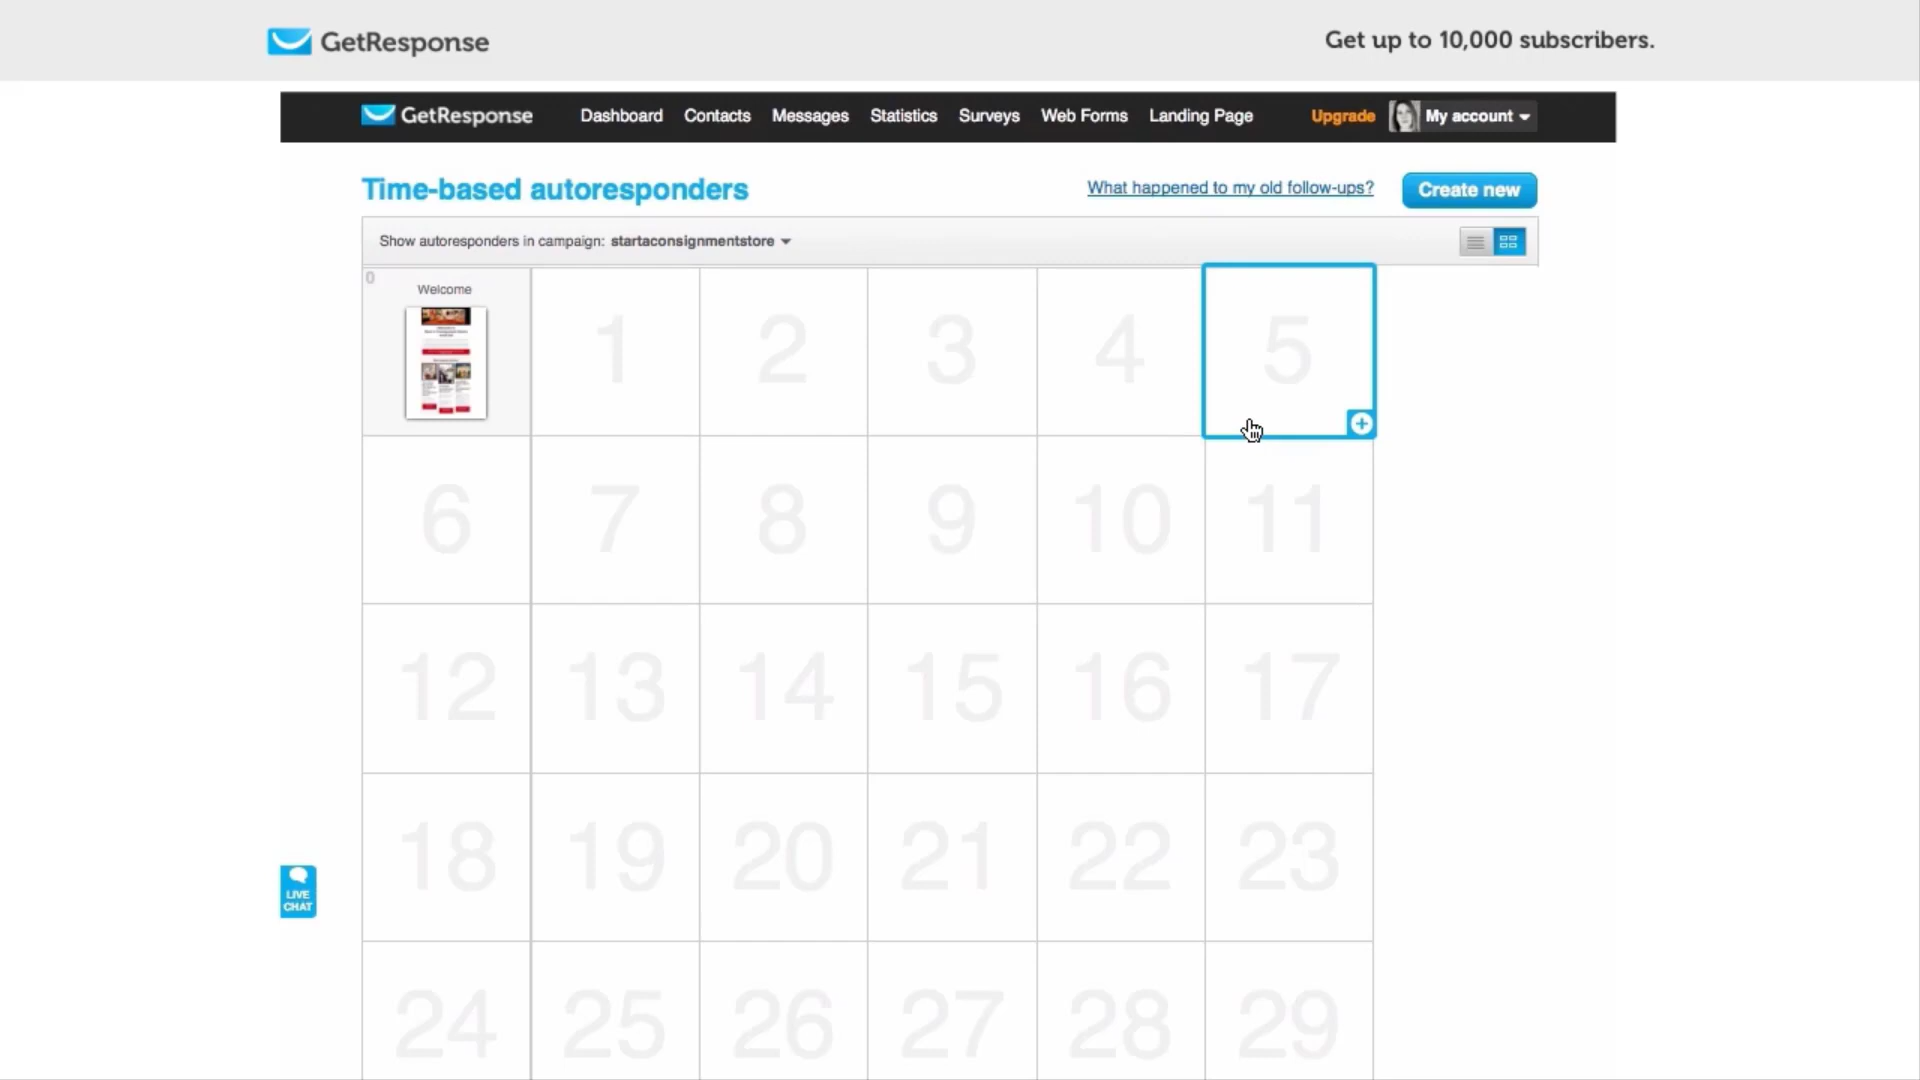 GetResponse
Get up to 10,000 subscribers.
GetResponse Dashboard Contacts Messages Statistics Surveys Web Forms Landing Page Upgrade My account
Time-based autoresponders
What happened to my old follow-ups?
Create new
Show autoresponders in campaign: startaconsignmentstore
0
Welcome
1 2 3 4 5
6 7 8 9 10 11
12 13 14 15 16 17
18 19 20 21 22 23
LIVE
CHAT
24 25 26 27 28 29